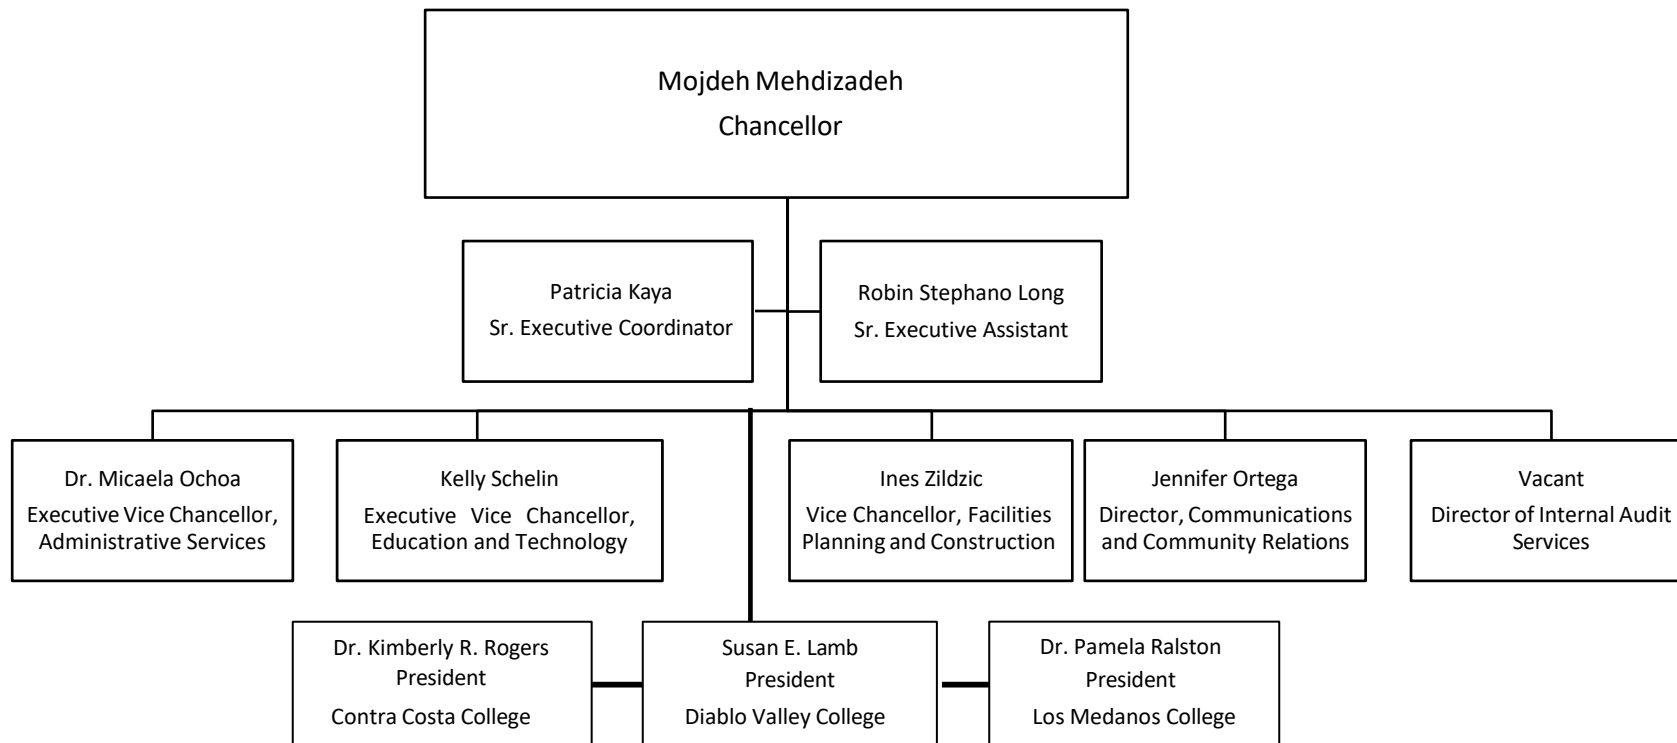 Mojdeh Mehdizadeh
Chancellor
Patricia Kaya
Sr. Executive Coordinator
Robin Stephano Long
Sr. Executive Assistant
Dr. Micaela Ochoa
Executive Vice Chancellor,
Administrative Services
Kelly Schelin
Executive Vice Chancellor,
Education and Technology
Ines Zildzic
Vice Chancellor, Facilities
Planning and Construction
Jennifer Ortega
Director, Communications
and Community Relations
Vacant
Director of Internal Audit
Services
Dr. Kimberly R. Rogers
President
Contra Costa College
Susan E. Lamb
President
Diablo Valley College
Dr. Pamela Ralston
President
Los Medanos College